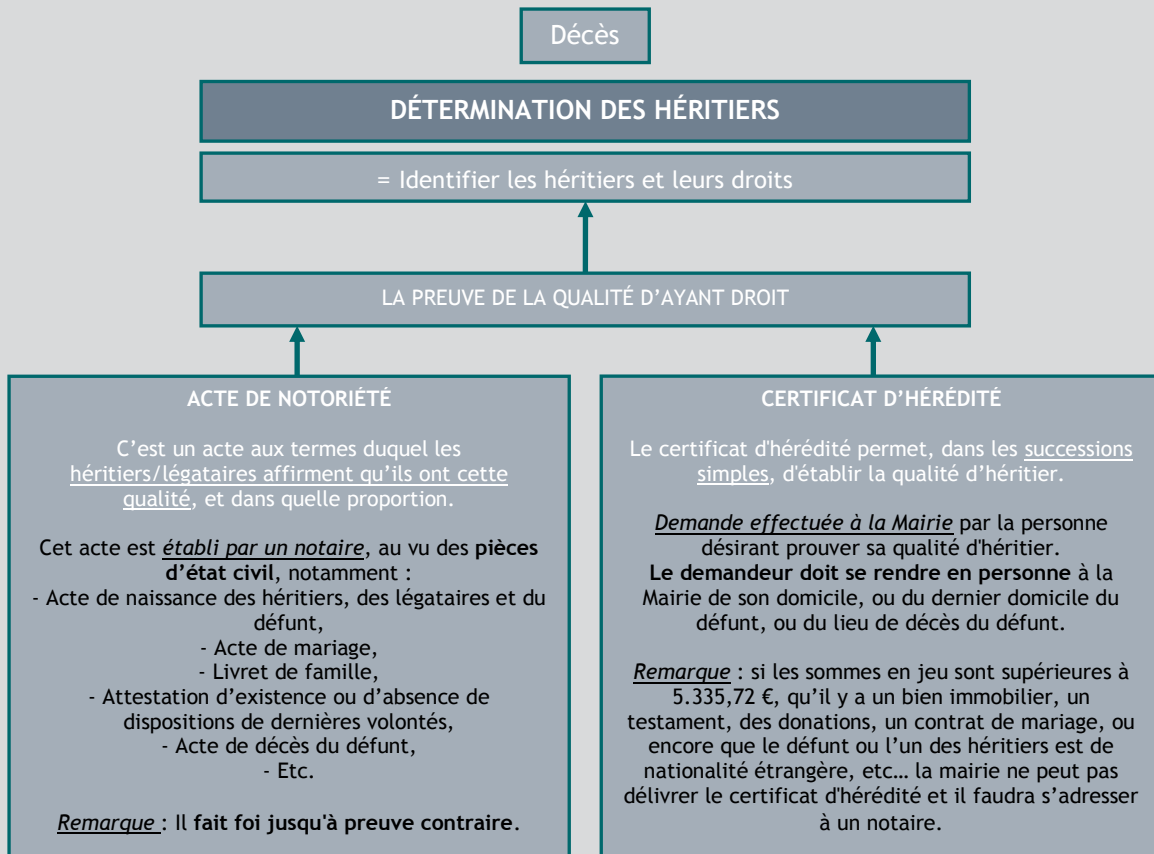 Décès
DÉTERMINATION DES HÉRITIERS
= Identifier les héritiers et leurs droits
LA PREUVE DE LA QUALITÉ D’AYANT DROIT
ACTE DE NOTORIÉTÉ
C’est un acte aux termes duquel les
héritiers/légataires affirment qu’ils ont cette
qualité, et dans quelle proportion.
Cet acte est établi par un notaire, au vu des pièces
d’état civil, notamment :
- Acte de naissance des héritiers, des légataires et du
défunt,
- Acte de mariage,
- Livret de famille,
- Attestation d’existence ou d’absence de
dispositions de dernières volontés,
- Acte de décès du défunt,
- Etc.
Remarque : Il fait foi jusqu'à preuve contraire.
CERTIFICAT D’HÉRÉDITÉ
Le certificat d'hérédité permet, dans les successions
simples, d'établir la qualité d’héritier.
Demande effectuée à la Mairie par la personne
désirant prouver sa qualité d'héritier.
Le demandeur doit se rendre en personne à la
Mairie de son domicile, ou du dernier domicile du
défunt, ou du lieu de décès du défunt.
Remarque : si les sommes en jeu sont supérieures à
5.335,72 €, qu’il y a un bien immobilier, un
testament, des donations, un contrat de mariage, ou
encore que le défunt ou l’un des héritiers est de
nationalité étrangère, etc… la mairie ne peut pas
délivrer le certificat d'hérédité et il faudra s’adresser
à un notaire.